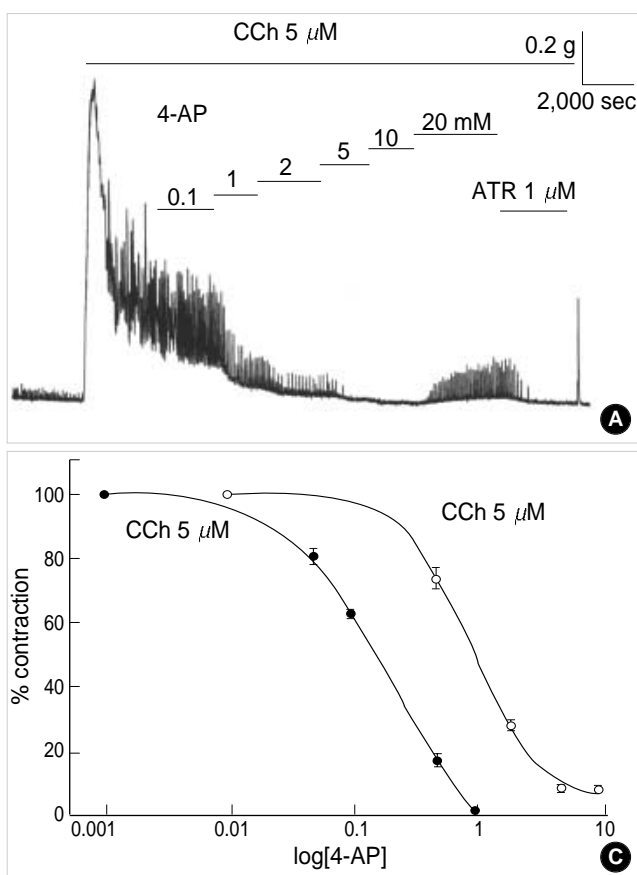 CCh 5 μM
0.2 g
2,000 sec
4-AP
20 mM
10
5
2
1
0.1
ATR 1 μM
A
100
80
60
40
20
0
% contraction
CCh 5 μM
CCh 5 μM
0.001
0.01
0.1
1
10
log[4-AP]
C